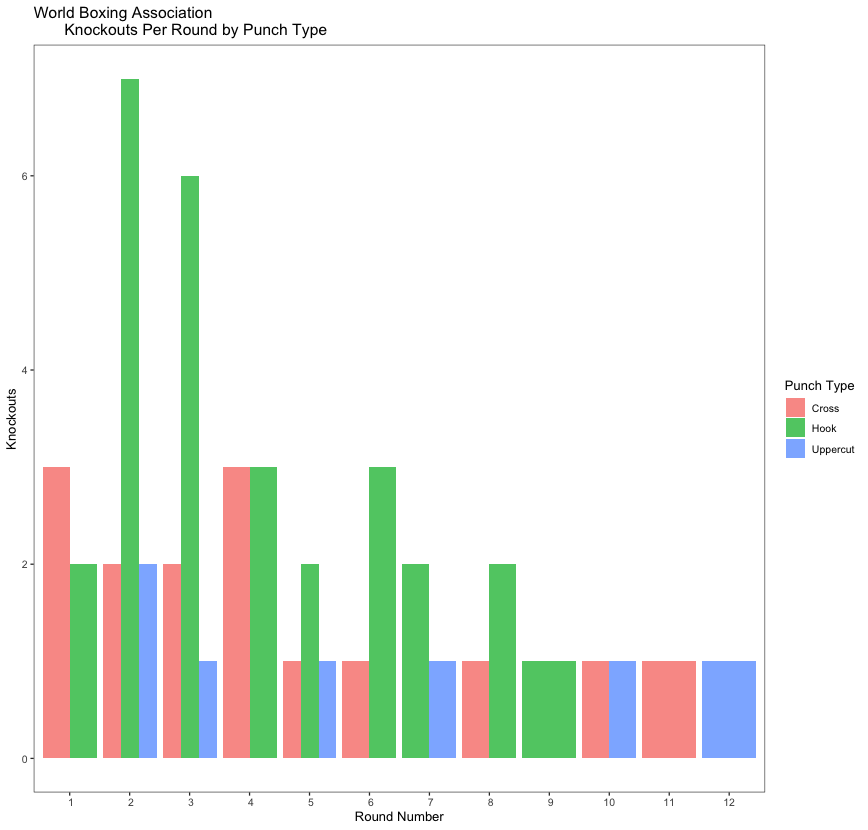 World Boxing Association
Knockouts Per Round by Punch Type
6
4
2
0
Knockouts
1 2 3 4 5 6 7 8 9 10 11 12
Round Number
Punch Type
Cross
Hook
Uppercut